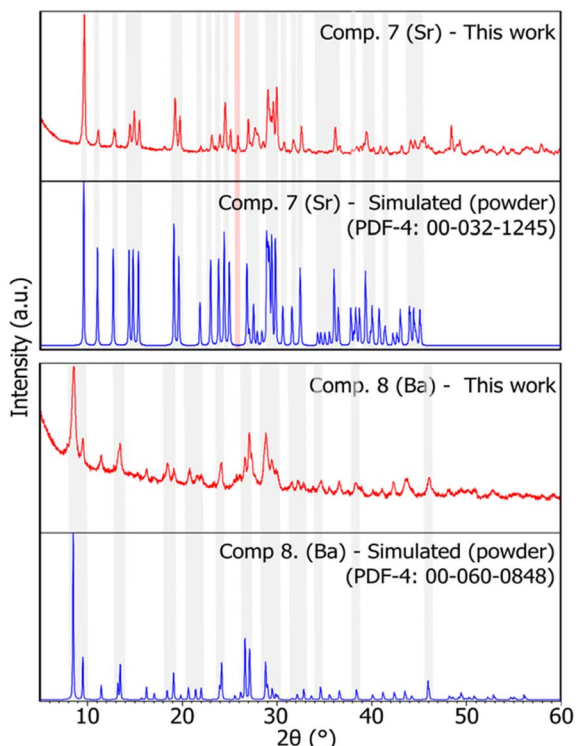 Comp. 7 (Sr) - This work
Comp. 7 (Sr) - Simulated (powder)
(PDF-4: 00-032-1245)
Intensity (a.u.)
Comp. 8 (Ba) - This work
Comp 8. (Ba) - Simulated (powder)
(PDF-4: 00-060-0848)
10 20 30 40 50 60
2θ (°)